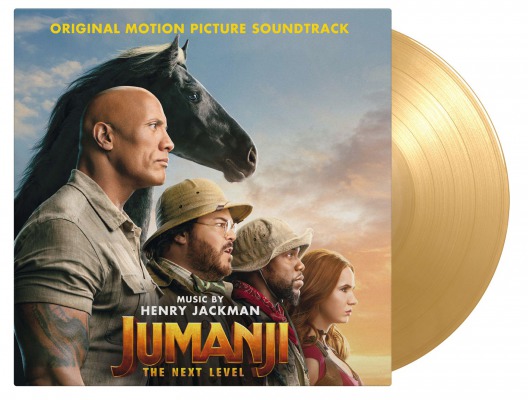 ORIGINAL MOTION PICTURE SOUNDTRACK
MUSIC BY
HENRY JACKMAN
JUMANJI
THE NEXT LEVEL